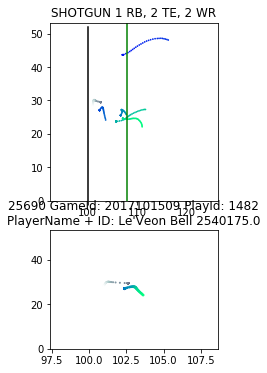 SHOTGUN 1 RB, 2 TE, 2 WR
50
40
30
20
10
0
100 110 120
25690 GameId: 2017101509 PlayId: 1482
PlayerName + ID: Le'Veon Bell 2540175.0
40
20
0
97.5 100.0 102.5 105.0 107.5